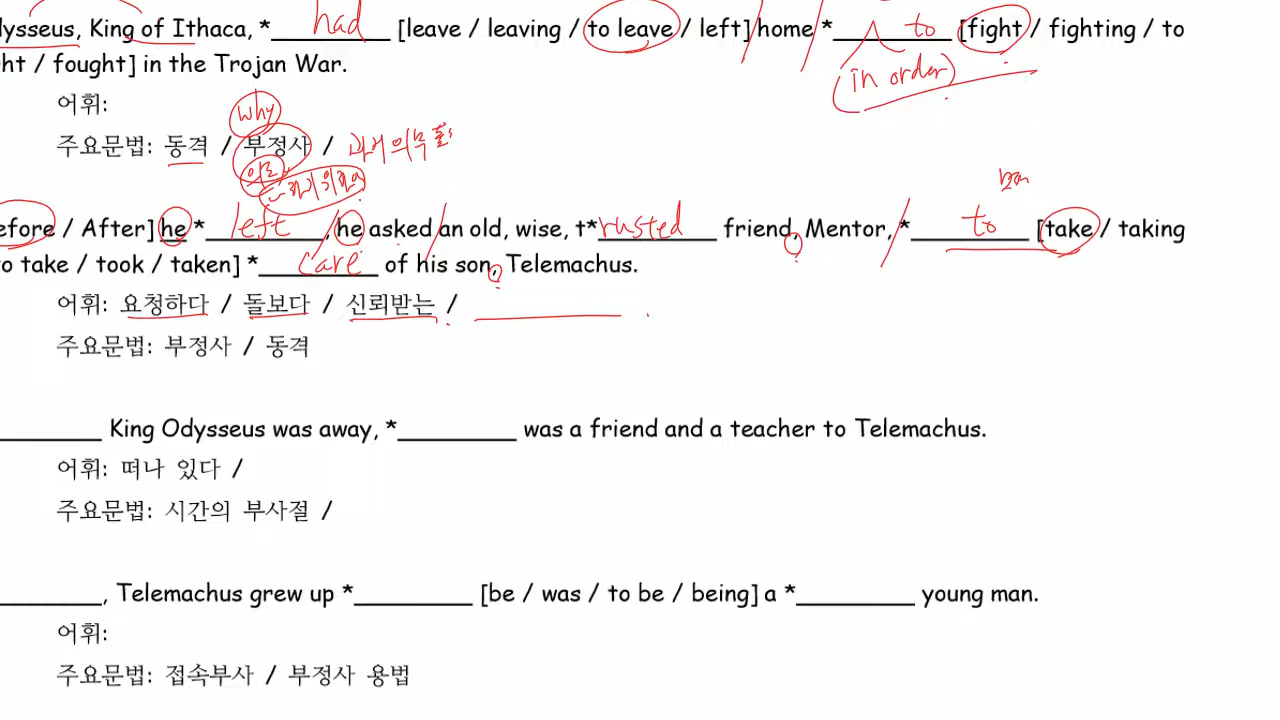 dysseus, King of Ithaca, * had [leave / leaving / to leave / left] / home / * to [fight / fighting / to
ht / fought] in the Trojan War.
(in order)
어휘:
why
주요문법: 동격 / 부정사 / 과거의
efore / After] he * left / , he asked / an old, wise, t*rusted friend, Mentor, / * to [take / taking
o take / took / taken] * care of his son, Telemachus.
어휘: 요청하다 / 돌보다 / 신뢰받는 /
주요문법: 부정사 / 동격
King Odysseus was away, * was a friend and a teacher to Telemachus.
어휘: 떠나 있다 /
주요문법: 시간의 부사절 /
, Telemachus grew up * [be / was / to be / being] a * young man.
어휘:
주요문법: 접속부사 / 부정사 용법